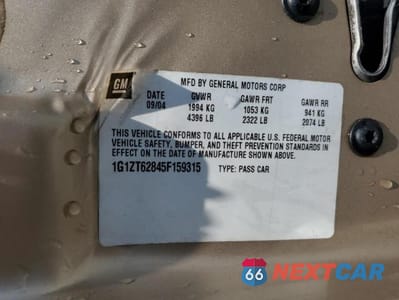 GM
MFD BY GENERAL MOTORS CORP
DATE GVWR GAWR FRT GAWR RR
09/04 1994 KG 1053 KG 941 KG
4396 LB 2322 LB 2074 LB
THIS VEHICLE CONFORMS TO ALL APPLICABLE U.S. FEDERAL MOTOR
VEHICLE SAFETY, BUMPER, AND THEFT PREVENTION STANDARDS IN
EFFECT ON THE DATE OF MANUFACTURE SHOWN ABOVE.
1G1ZT62845F159315 TYPE: PASS CAR
66 NEXTCAR